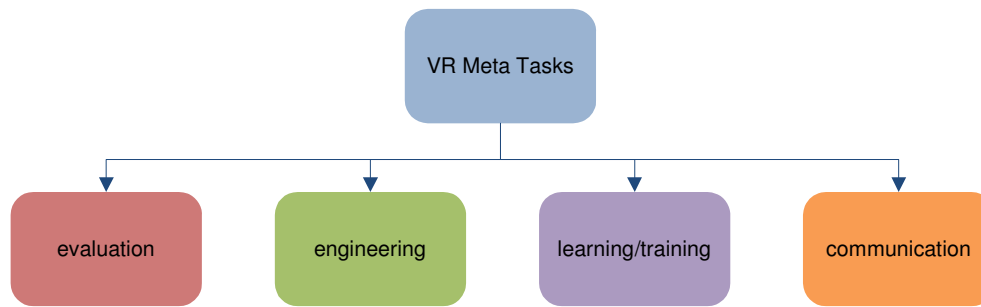 VR Meta Tasks
evaluation
engineering
learning/training
communication